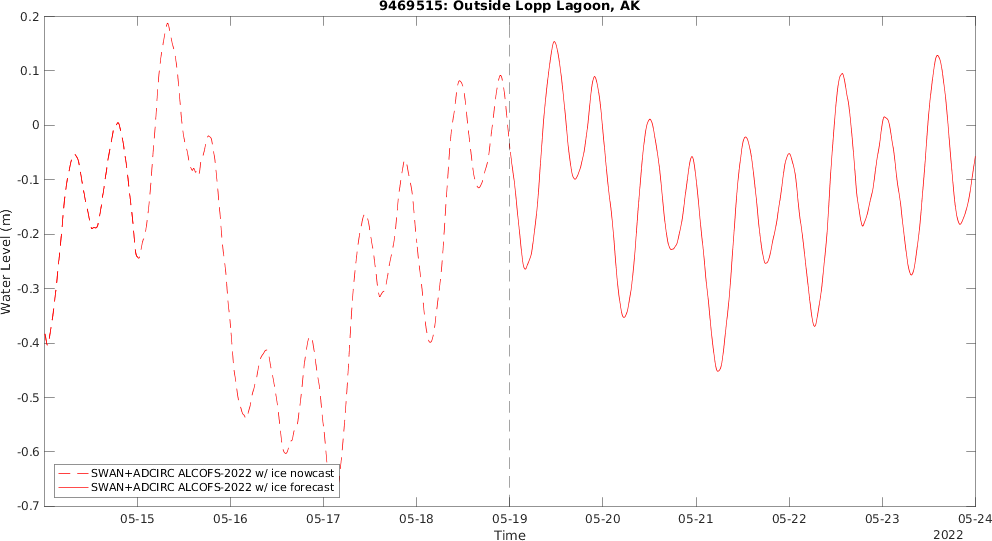 9469515: Outside Lopp Lagoon, AK
0.2
0.1
0
-0.1
-0.2
-0.3
-0.4
-0.5
-0.6
-0.7
Water Level (m)
SWAN+ADCIRC ALCOFS-2022 w/ ice nowcast
SWAN+ADCIRC ALCOFS-2022 w/ ice forecast
05-15 05-16 05-17 05-18 05-19 05-20 05-21 05-22 05-23 05-24
Time
2022